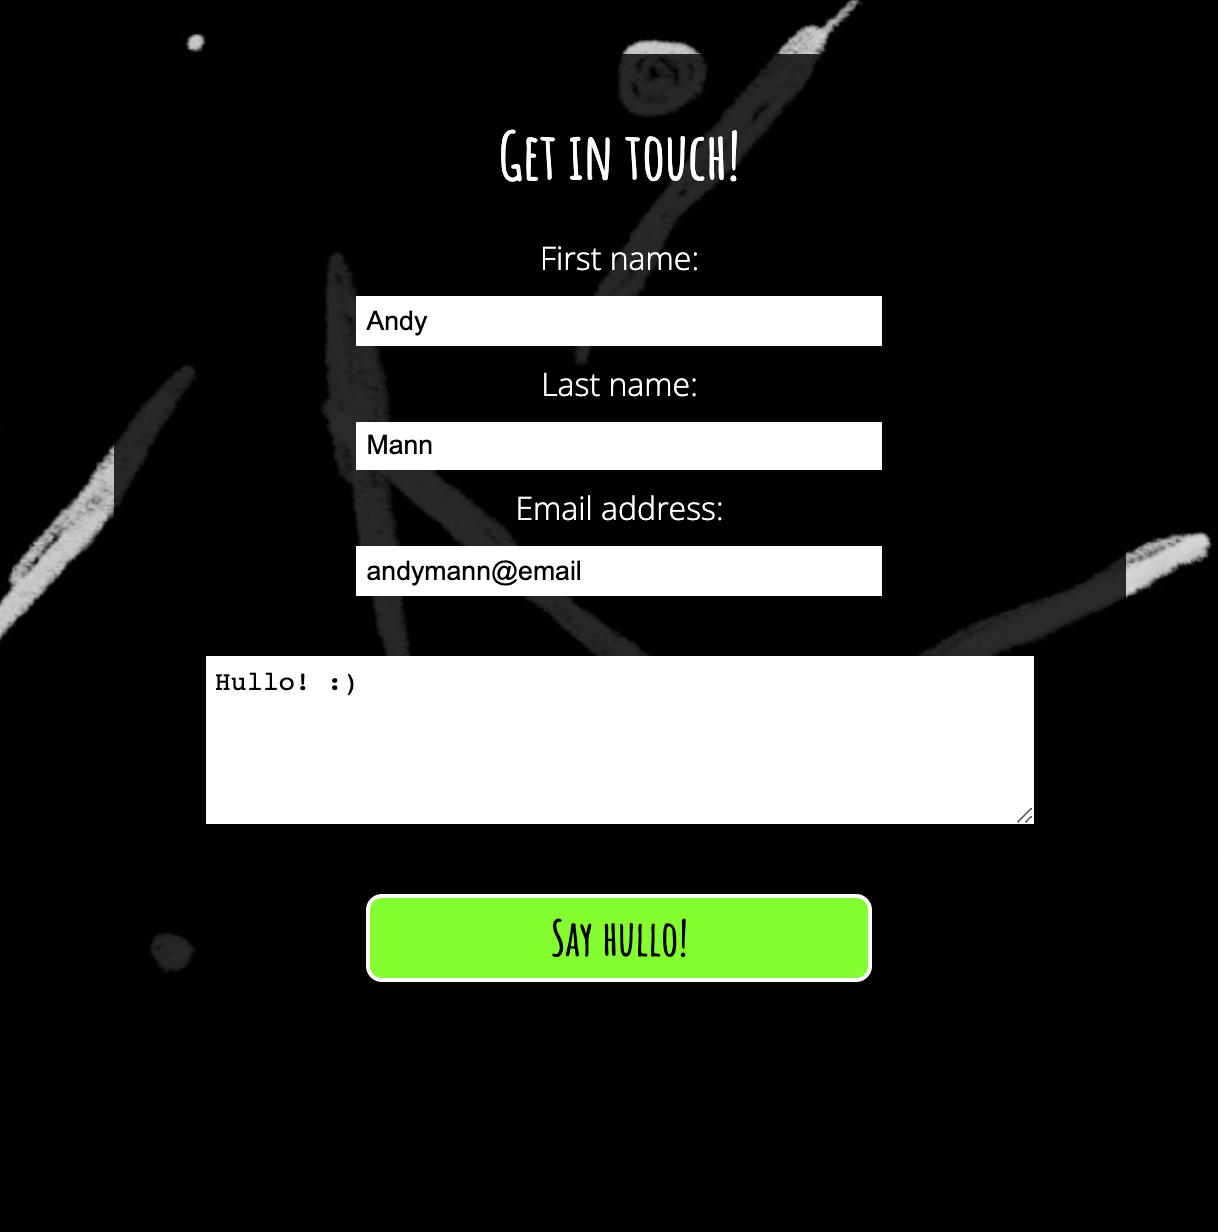 Get in touch!
First name:
Andy
Last name:
Mann
Email address:
andymann@email
Hullo! :)
Say hullo!